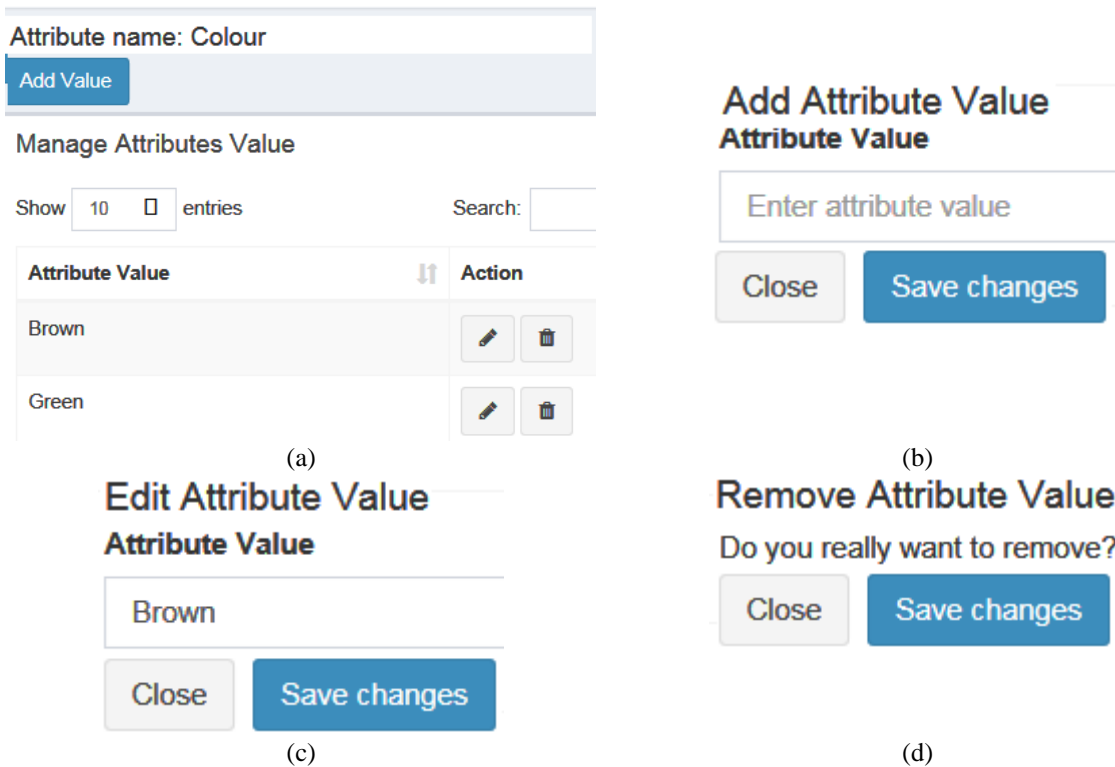 Attribute name: Colour
Add Value
Manage Attributes Value
Show 10 entries Search:
Attribute Value Action
Brown
Green
(a)
Add Attribute Value
Attribute Value
Enter attribute value
Close Save changes
(b)
Edit Attribute Value
Attribute Value
Brown
Close Save changes
(c)
Remove Attribute Value
Do you really want to remove?
Close Save changes
(d)